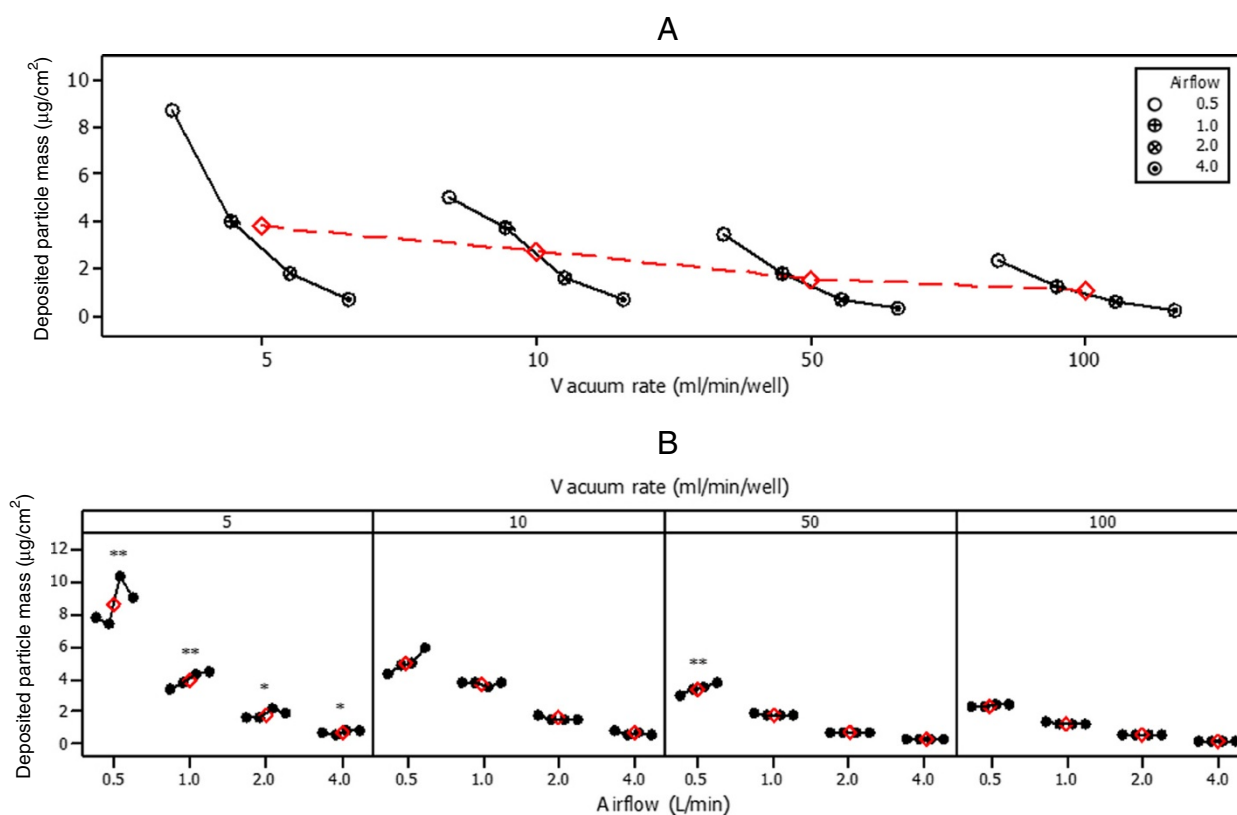 A
Deposited particle mass (µg/cm²)
10
8
6
4
2
0
Airflow
0.5
1.0
2.0
4.0
5 10 50 100
Vacuum rate (ml/min/well)
B
Vacuum rate (ml/min/well)
Deposited particle mass (µg/cm²)
5 10 50 100
12
10
8
6
4
2
0
**
**
*
*
**
0.5 1.0 2.0 4.0 0.5 1.0 2.0 4.0 0.5 1.0 2.0 4.0 0.5 1.0 2.0 4.0
Airflow (L/min)